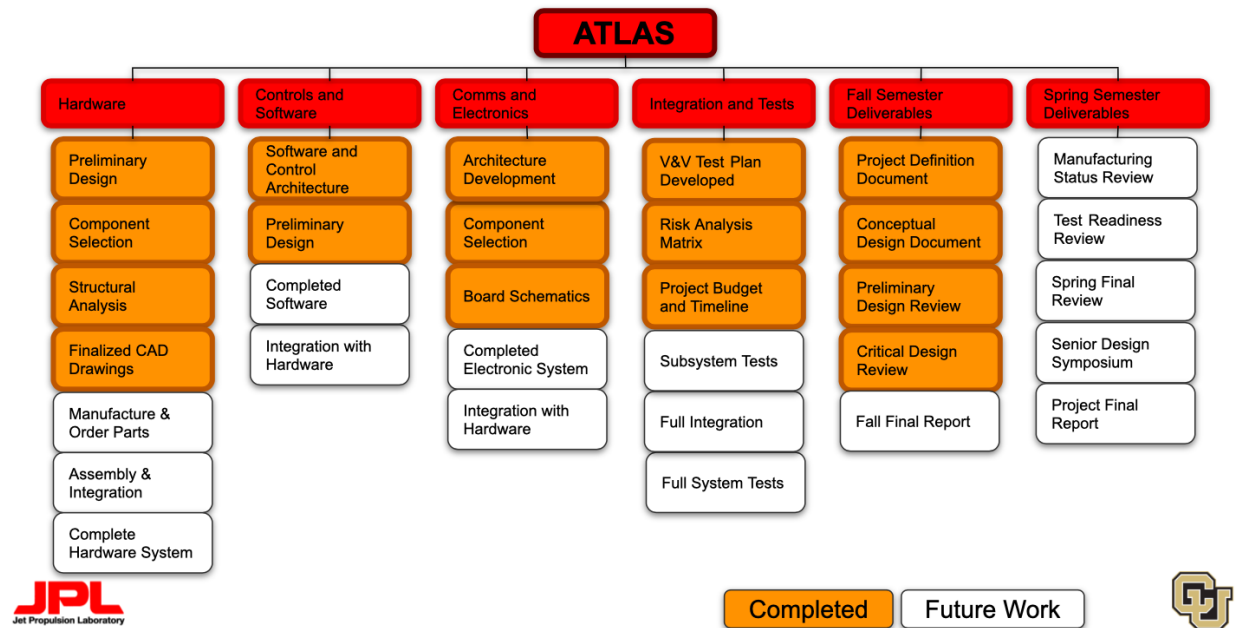 ATLAS
Hardware
Preliminary
Design
Component
Selection
Structural
Analysis
Finalized CAD
Drawings
Manufacture &
Order Parts
Assembly &
Integration
Complete
Hardware System
Controls and
Software
Software and
Control
Architecture
Preliminary
Design
Completed
Software
Integration with
Hardware
Comms and
Electronics
Architecture
Development
Component
Selection
Board Schematics
Completed
Electronic System
Integration with
Hardware
Integration and Tests
V&V Test Plan
Developed
Risk Analysis
Matrix
Project Budget
and Timeline
Subsystem Tests
Full Integration
Full System Tests
Fall Semester
Deliverables
Project Definition
Document
Conceptual
Design Document
Preliminary
Design Review
Critical Design
Review
Fall Final Report
Spring Semester
Deliverables
Manufacturing
Status Review
Test Readiness
Review
Spring Final
Review
Senior Design
Symposium
Project Final
Report
JPL
Jet Propulsion Laboratory
Completed
Future Work
CU